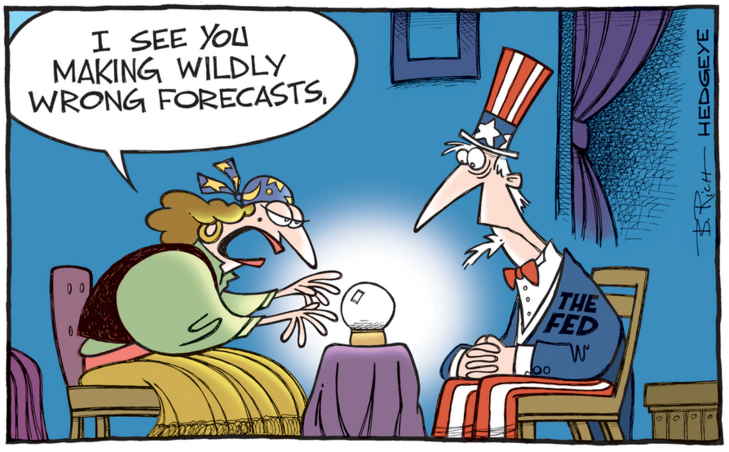 I SEE YOU
MAKING WILDLY
WRONG FORECASTS.
THE
FED
B. RICH
HEDGEYE